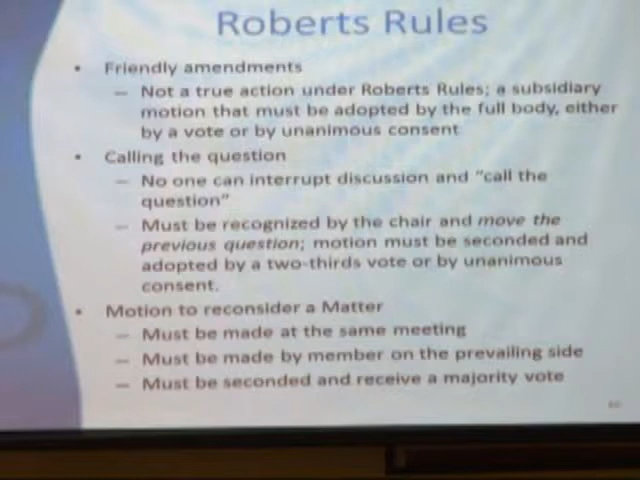 Roberts Rules
• Friendly amendments
– Not a true action under Roberts Rules; a subsidiary
motion that must be adopted by the full body, either
by a vote or by unanimous consent
• Calling the question
– No one can interrupt discussion and "call the
question"
– Must be recognized by the chair and move the
previous question; motion must be seconded and
adopted by a two-thirds vote or by unanimous
consent.
• Motion to reconsider a Matter
– Must be made at the same meeting
– Must be made by member on the prevailing side
– Must be seconded and receive a majority vote